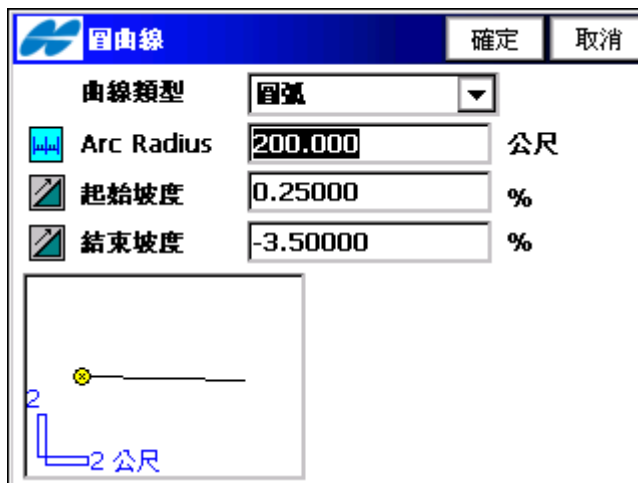 圓曲線 確定 取消
曲線類型 圓弧
Arc Radius 200.000 公尺
起始坡度 0.25000 %
結束坡度 -3.50000 %
2
2 公尺